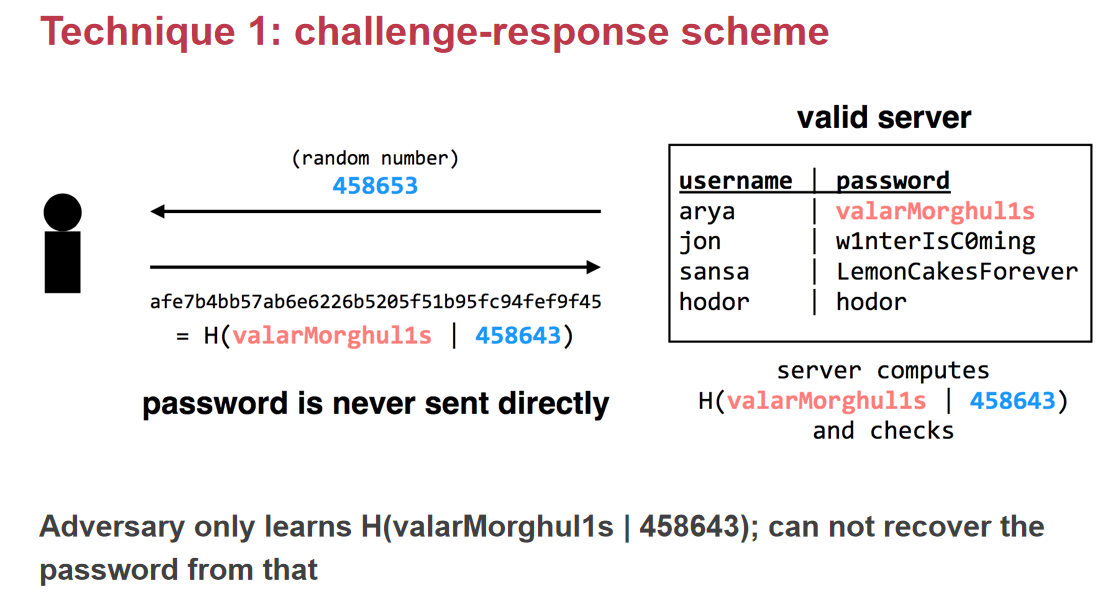 Technique 1: challenge-response scheme
valid server
(random number)
458653
username | password
arya | valarMorghul1s
jon | w1nterIsC0ming
sansa | LemonCakesForever
hodor | hodor
afe7b4bb57ab6e6226b5205f51b95fc94fef9f45
= H(valarMorghul1s | 458643)
password is never sent directly
server computes
H(valarMorghul1s | 458643)
and checks
Adversary only learns H(valarMorghul1s | 458643); can not recover the
password from that